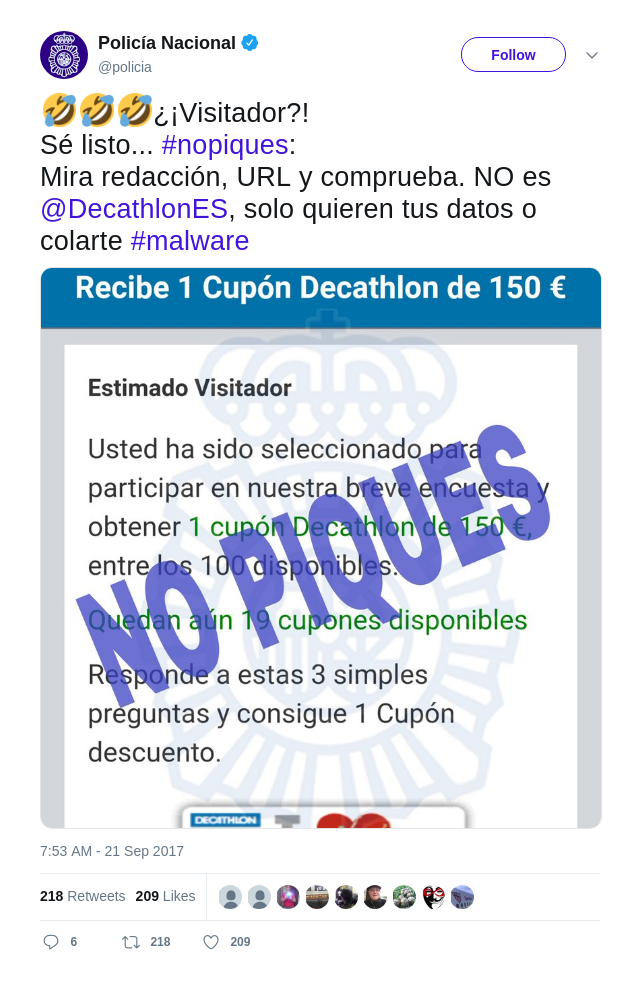 Policía Nacional
@policia
Follow
🤣🤣🤣¿¡Visitador?!
Sé listo... #nopiques:
Mira redacción, URL y comprueba. NO es
@DecathlonES, solo quieren tus datos o
colarte #malware
Recibe 1 Cupón Decathlon de 150 €
Estimado Visitador
Usted ha sido seleccionado para
participar en nuestra breve encuesta y
obtener 1 cupón Decathlon de 150 €,
entre los 100 disponibles.
Quedan aún 19 cupones disponibles
Responde a estas 3 simples
preguntas y consigue 1 Cupón
descuento.
NO PIQUES
DECATHLON
7:53 AM - 21 Sep 2017
218 Retweets 209 Likes
6 218 209